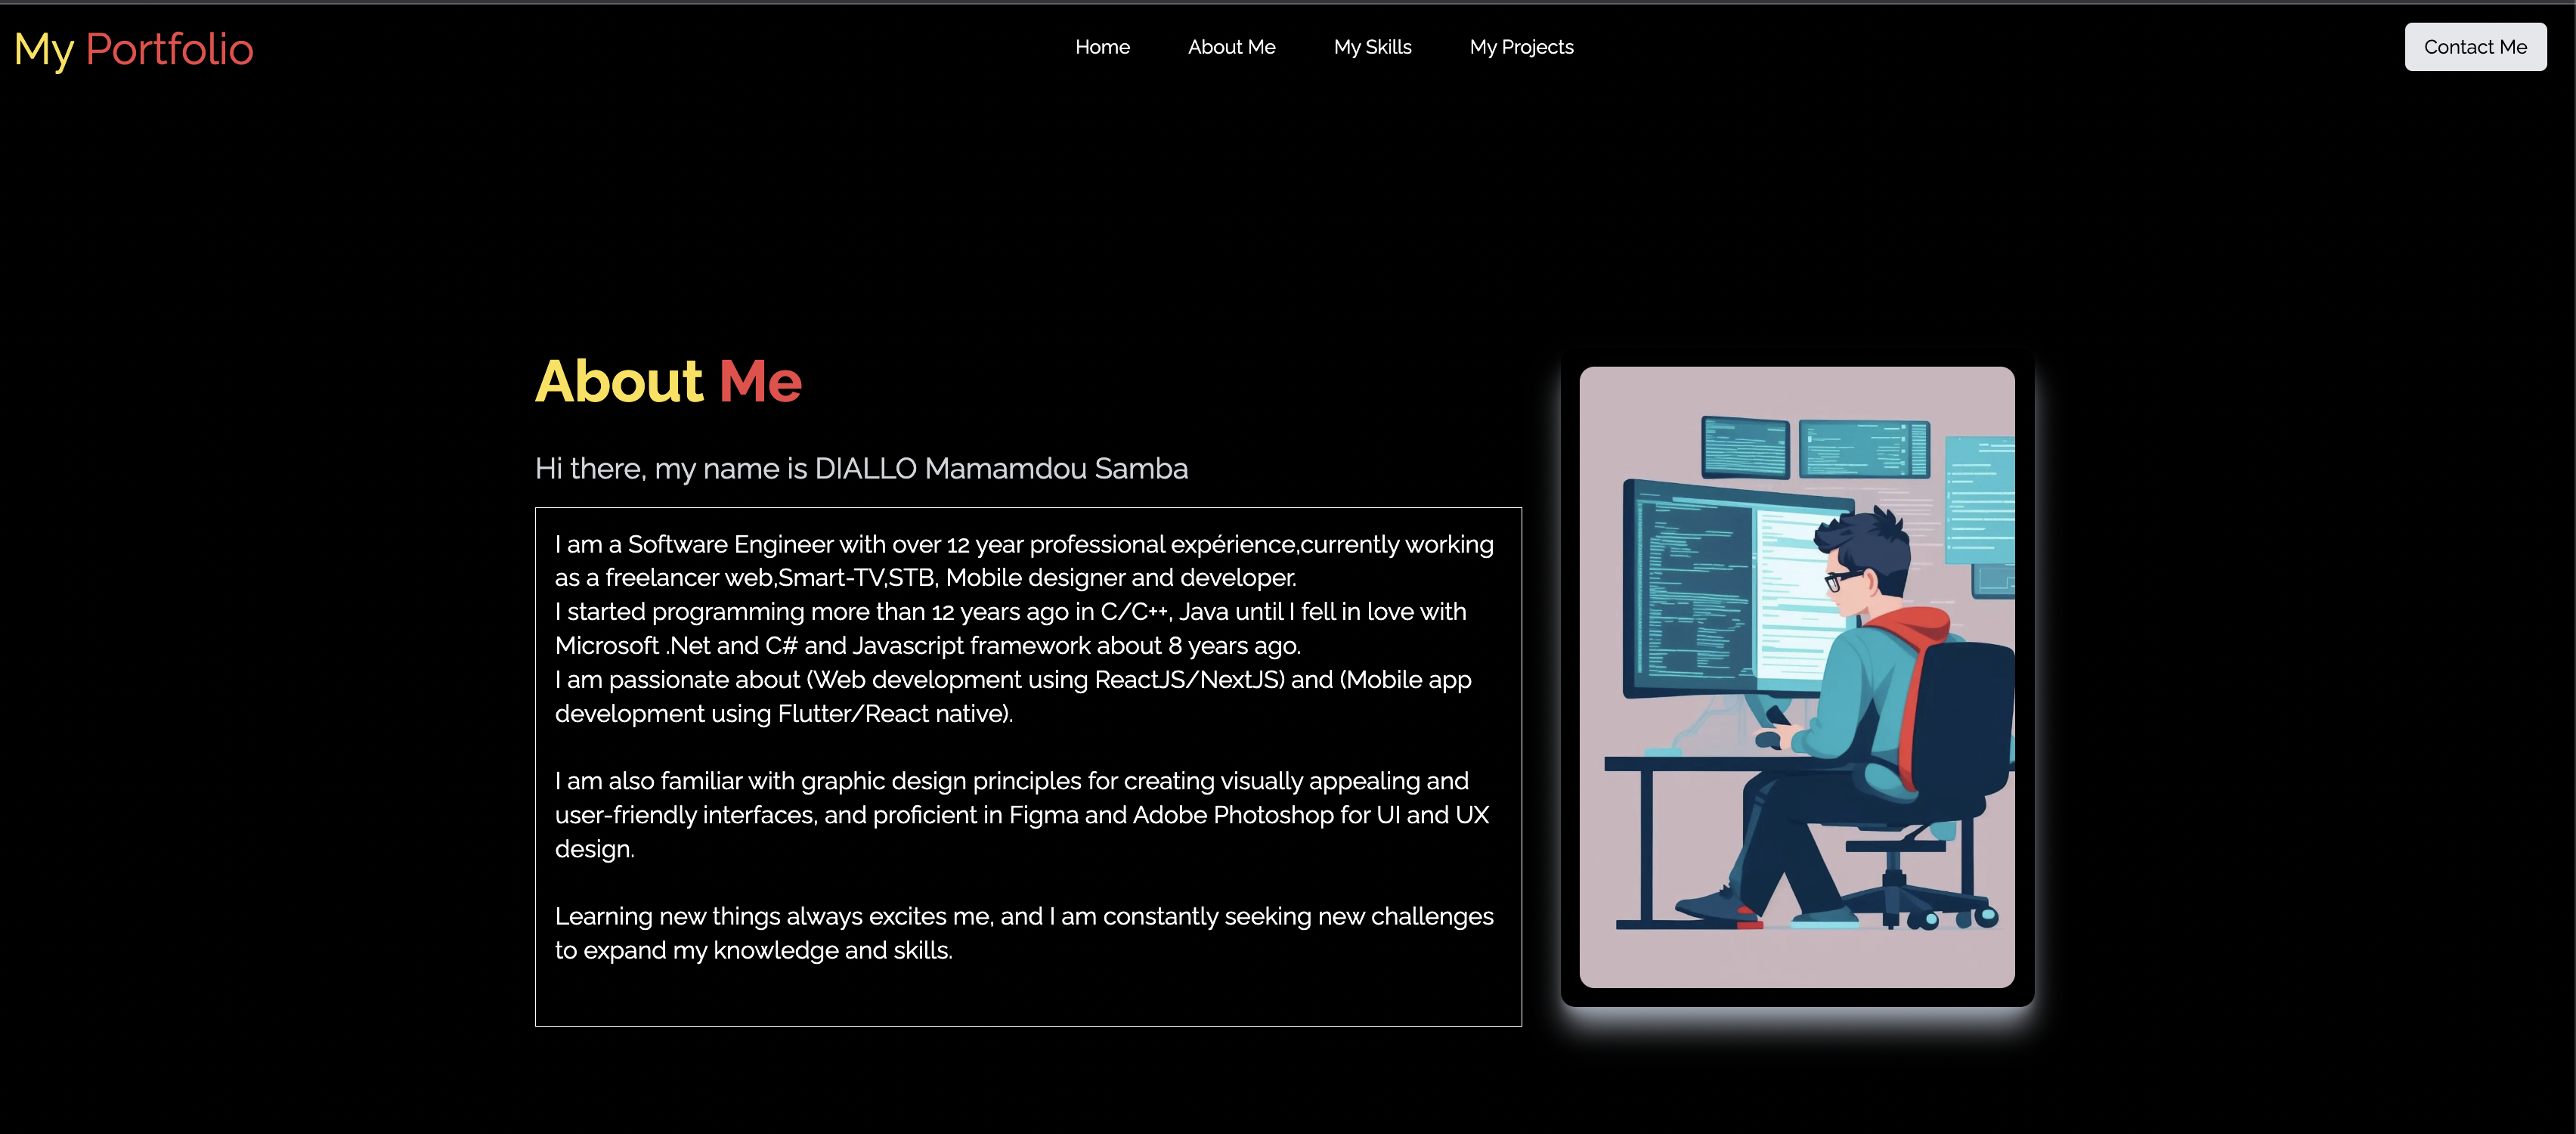 My Portfolio
Home
About Me
My Skills
My Projects
Contact Me
About Me
Hi there, my name is DIALLO Mamamdou Samba
I am a Software Engineer with over 12 year professional expérience,currently working
as a freelancer web,Smart-TV,STB, Mobile designer and developer.
I started programming more than 12 years ago in C/C++, Java until I fell in love with
Microsoft .Net and C# and Javascript framework about 8 years ago.
I am passionate about (Web development using ReactJS/NextJS) and (Mobile app
development using Flutter/React native).
I am also familiar with graphic design principles for creating visually appealing and
user-friendly interfaces, and proficient in Figma and Adobe Photoshop for UI and UX
design.
Learning new things always excites me, and I am constantly seeking new challenges
to expand my knowledge and skills.